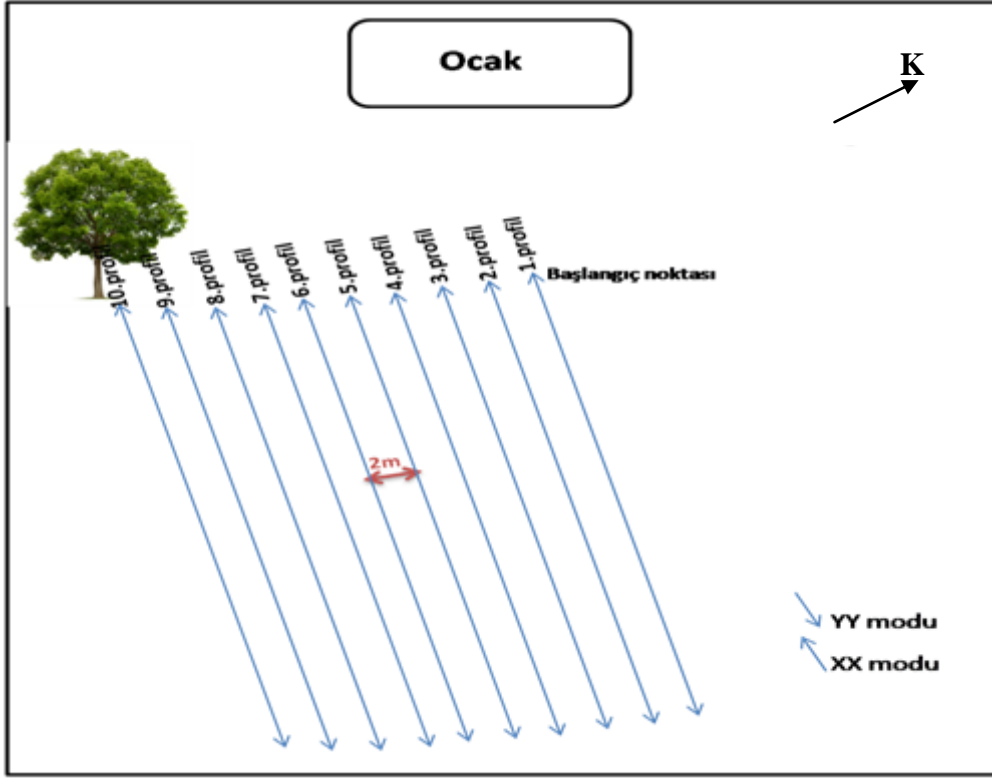 Ocak
K
10.profil
9.profil
8.profil
7.profil
6.profil
5.profil
4.profil
3.profil
2.profil
1.profil
Başlangıç noktası
2m
YY modu
XX modu